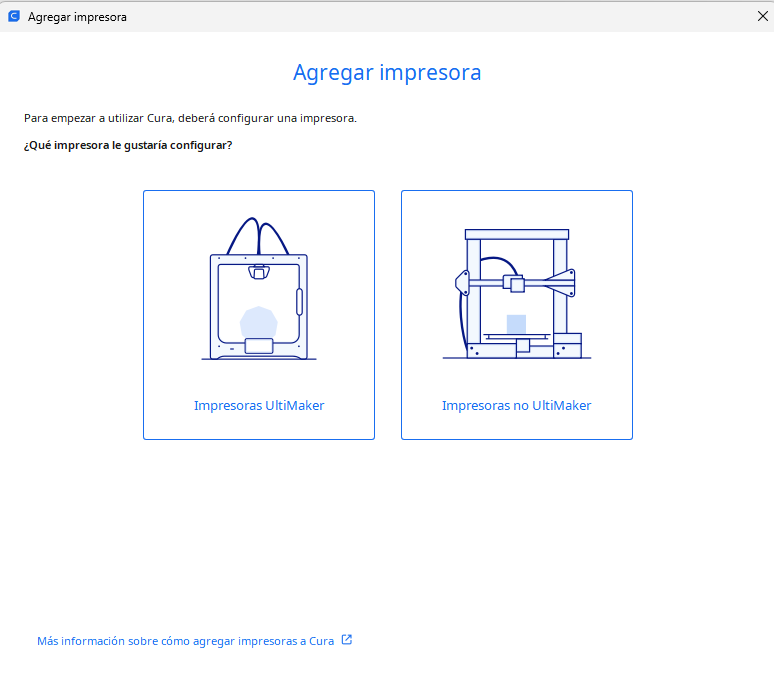 Agregar impresora
Agregar impresora
Para empezar a utilizar Cura, deberá configurar una impresora.
¿Qué impresora le gustaría configurar?
Impresoras UltiMaker
Impresoras no UltiMaker
Más información sobre cómo agregar impresoras a Cura